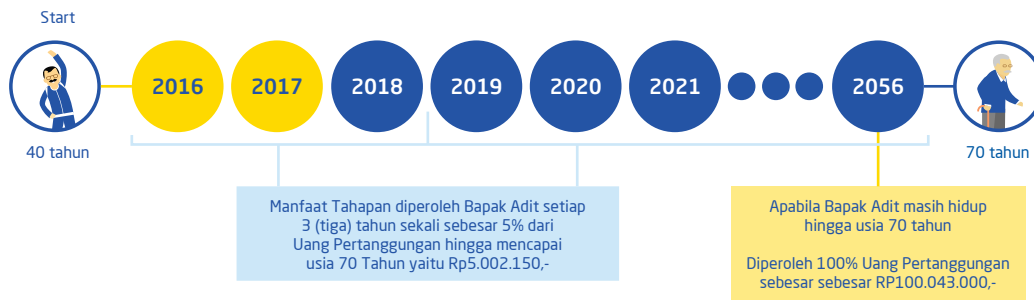 Start
2016 2017 2018 2019 2020 2021 2056
40 tahun
70 tahun
Manfaat Tahapan diperoleh Bapak Adit setiap
3 (tiga) tahun sekali sebesar 5% dari
Uang Pertanggungan hingga mencapai
usia 70 Tahun yaitu Rp5.002.150,-
Apabila Bapak Adit masih hidup
hingga usia 70 tahun
Diperoleh 100% Uang Pertanggungan
sebesar sebesar RP100.043.000,-